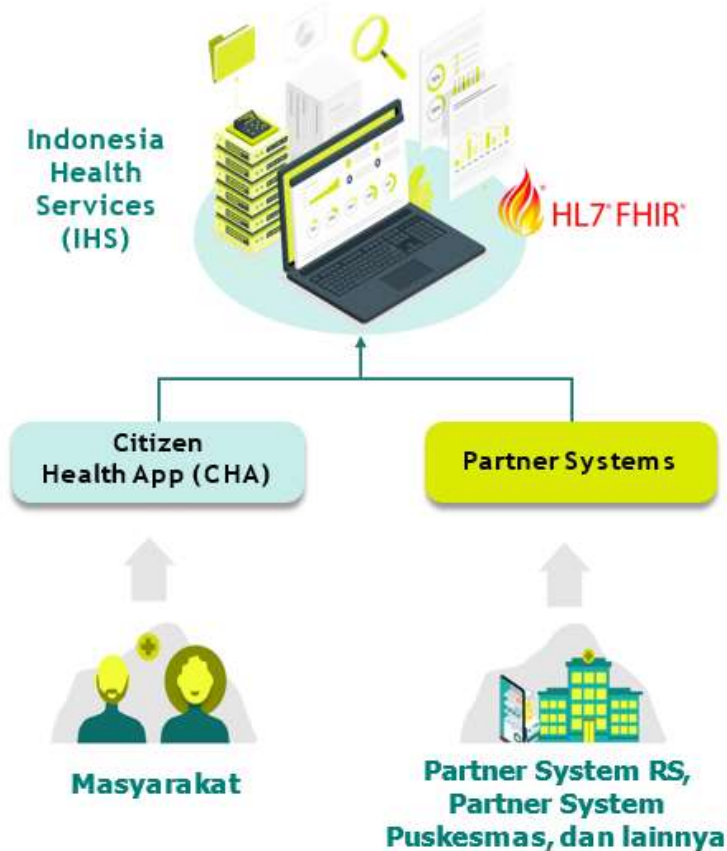 Indonesia
Health
Services
(IHS)
HL7® FHIR®
Citizen
Health App (CHA)
Partner Systems
Masyarakat
Partner System RS,
Partner System
Puskesmas, dan lainnya